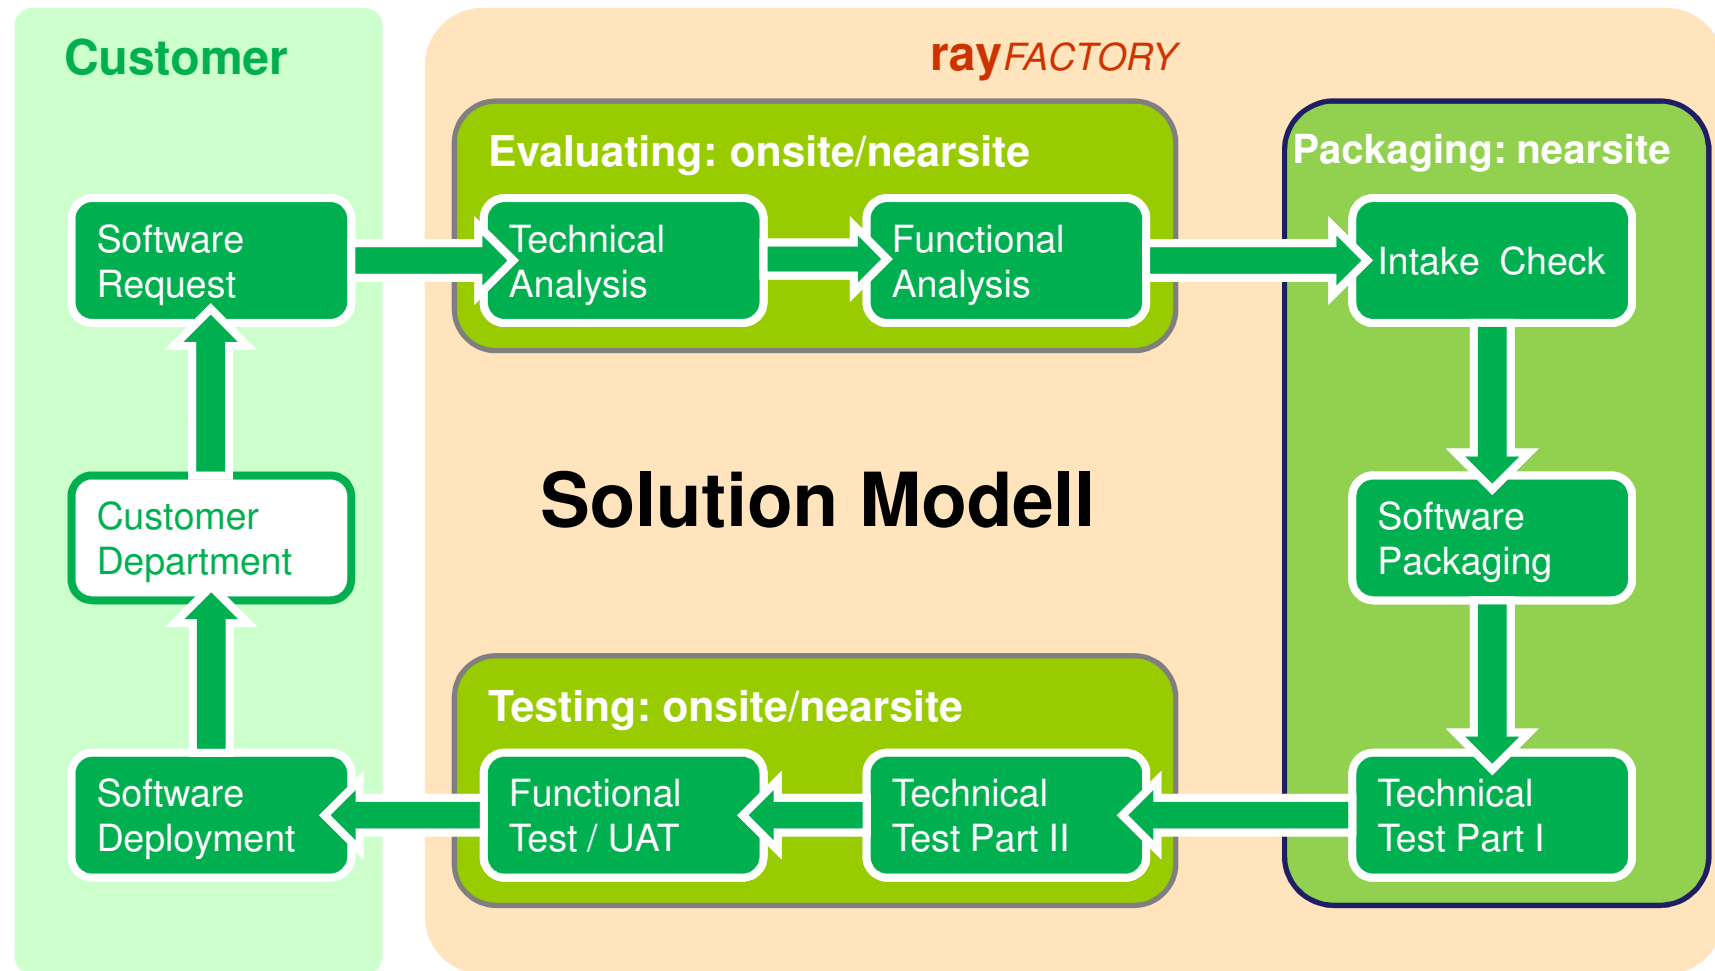 Customer
rayFACTORY
Evaluating: onsite/nearsite
Packaging: nearsite
Software
Request
Technical
Analysis
Functional
Analysis
Intake Check
Solution Modell
Customer
Department
Software
Packaging
Testing: onsite/nearsite
Software
Deployment
Functional
Test / UAT
Technical
Test Part II
Technical
Test Part I